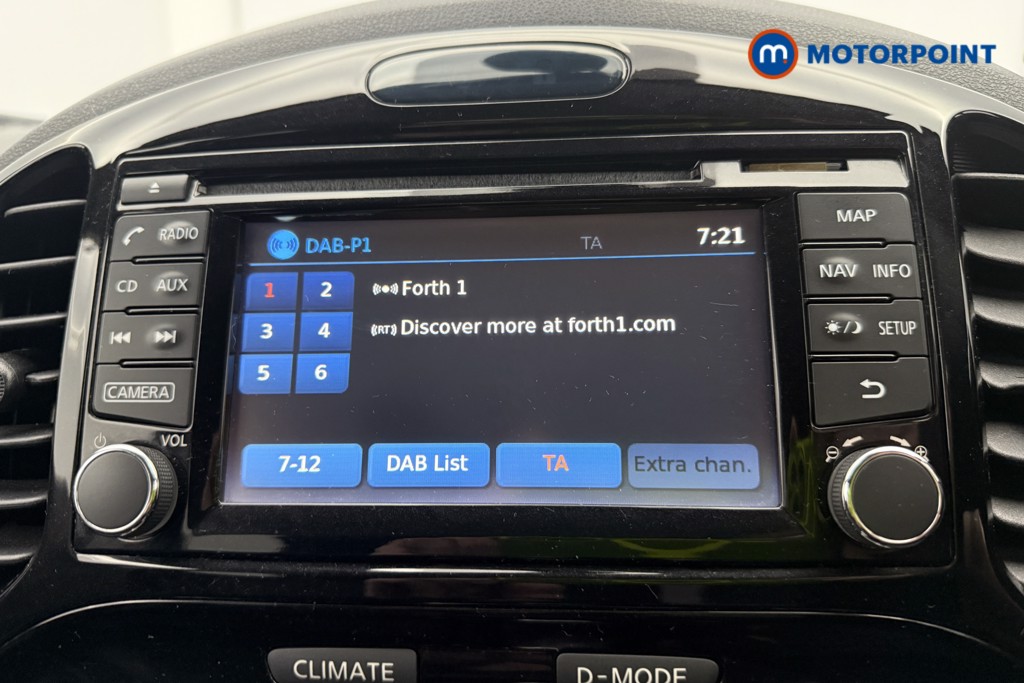 m MOTORPOINT
RADIO
MAP
DAB-P1
TA
7:21
CD AUX
NAV INFO
1 2
Forth 1
3 4
(RT) Discover more at forth1.com
SETUP
5 6
CAMERA
VOL
7-12
DAB List
TA
Extra chan.
CLIMATE
D-MODE